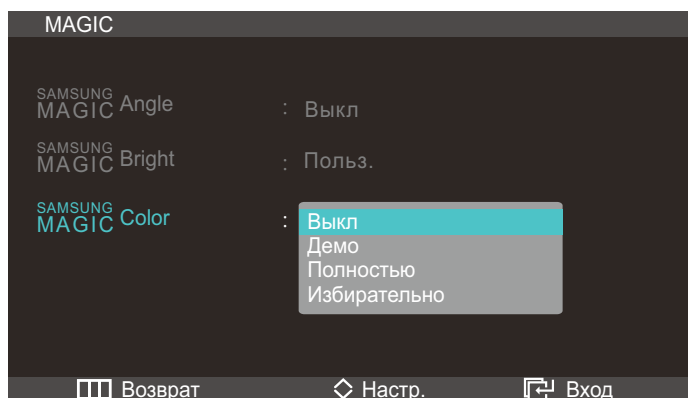 MAGIC
SAMSUNG
MAGIC Angle : Выкл
SAMSUNG
MAGIC Bright : Польз.
SAMSUNG
MAGIC Color : Выкл
Демо
Полностью
Избирательно
Возврат Настр. Вход